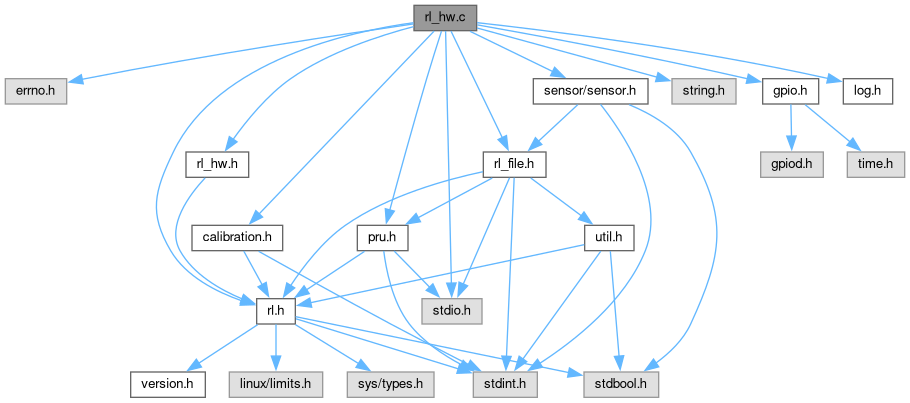 rl_hw.c
errno.h
sensor/sensor.h
string.h
gpio.h
log.h
rl_hw.h
rl_file.h
gpiod.h
time.h
calibration.h
pru.h
util.h
rl.h
stdio.h
version.h
linux/limits.h
sys/types.h
stdint.h
stdbool.h